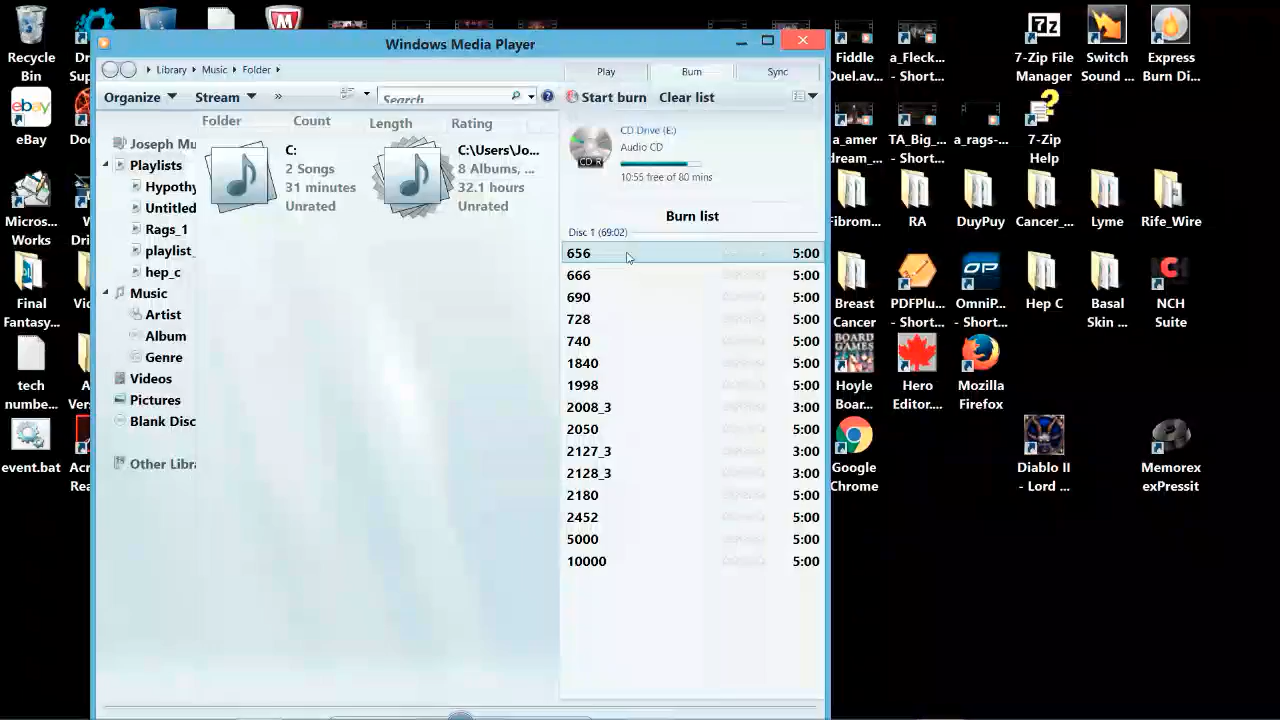 Windows Media Player
Library Music Folder
Play Burn Sync
Organize Stream » Search
Start burn Clear list
Folder Count Length Rating
C:
2 Songs
31 minutes
Unrated
C:\Users\Jo...
8 Albums, ...
32.1 hours
Unrated
Joseph Mu
Playlists
Hypothy
Untitled
Rags_1
playlist_
hep_c
Music
Artist
Album
Genre
Videos
Pictures
Blank Disc
Other Libra
CD-R
CD Drive (E:)
Audio CD
10:55 free of 80 mins
Burn list
Disc 1 (69:02)
656 5:00
666 5:00
690 5:00
728 5:00
740 5:00
1840 5:00
1998 5:00
2008_3 3:00
2050 5:00
2127_3 3:00
2128_3 3:00
2180 5:00
2452 5:00
5000 5:00
10000 5:00
Recycle
Bin
ebay
eBay
Micros...
Works
Final
Fantasy...
tech
numbe...
event.bat
Fiddle
Duel.av...
a_Fleck...
- Short...
7z
7-Zip File
Manager
Switch
Sound ...
Express
Burn Di...
a_amer
dream_...
TA_Big_...
- Short...
a_rags-...
7-Zip
Help
Fibrom...
RA
DuyPuy
Cancer_...
Lyme
Rife_Wire
Breast
Cancer
PDFPlu...
- Short...
OP
OmniP...
- Short...
Hep C
Basal
Skin ...
NCH
Suite
BOARD
GAMES
Hoyle
Boar...
Hero
Editor....
Mozilla
Firefox
Google
Chrome
Diablo II
- Lord ...
Memorex
exPressit